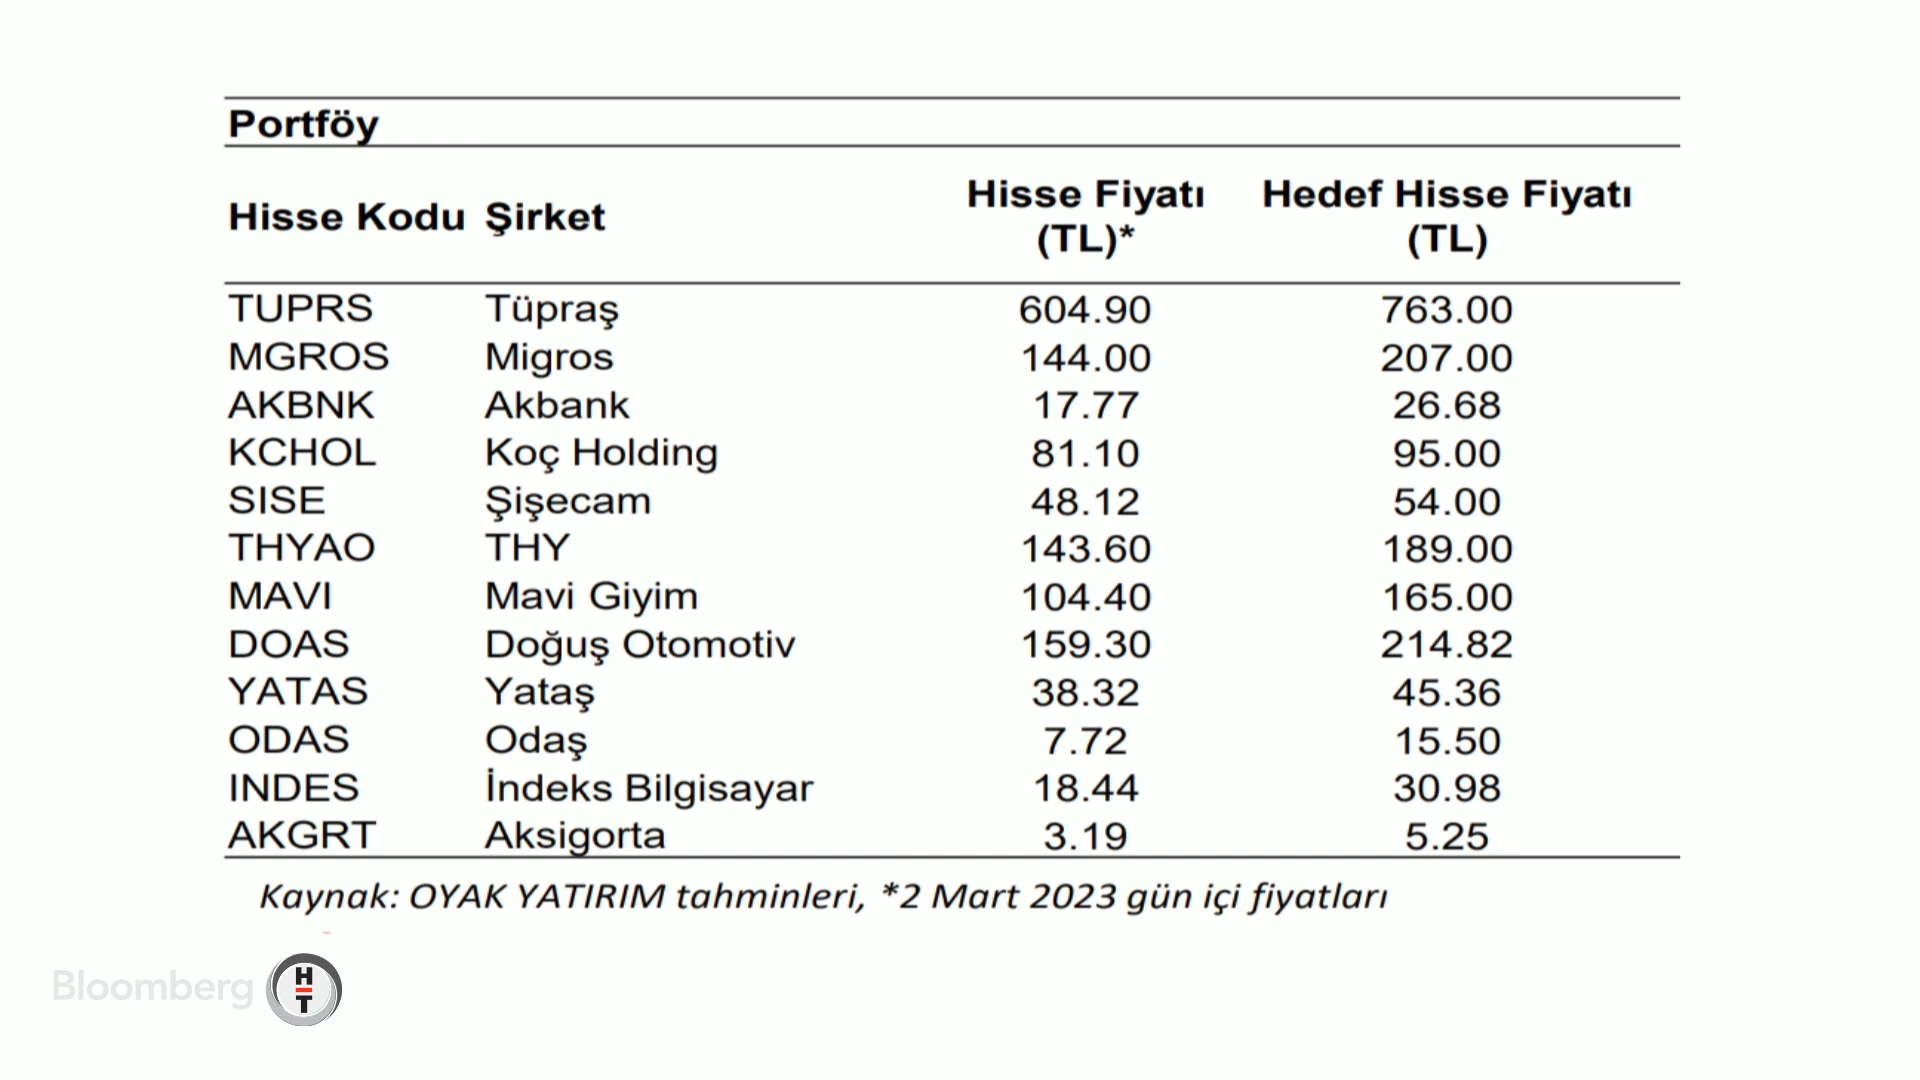 Portföy
Hisse Kodu Şirket Hisse Fiyatı (TL)* Hedef Hisse Fiyatı (TL)
TUPRS Tüpraş 604.90 763.00
MGROS Migros 144.00 207.00
AKBNK Akbank 17.77 26.68
KCHOL Koç Holding 81.10 95.00
SISE Şişecam 48.12 54.00
THYAO THY 143.60 189.00
MAVI Mavi Giyim 104.40 165.00
DOAS Doğuş Otomotiv 159.30 214.82
YATAS Yataş 38.32 45.36
ODAS Odaş 7.72 15.50
INDES İndeks Bilgisayar 18.44 30.98
AKGRT Aksigorta 3.19 5.25
Kaynak: OYAK YATIRIM tahminleri, *2 Mart 2023 gün içi fiyatları
Bloomberg HT